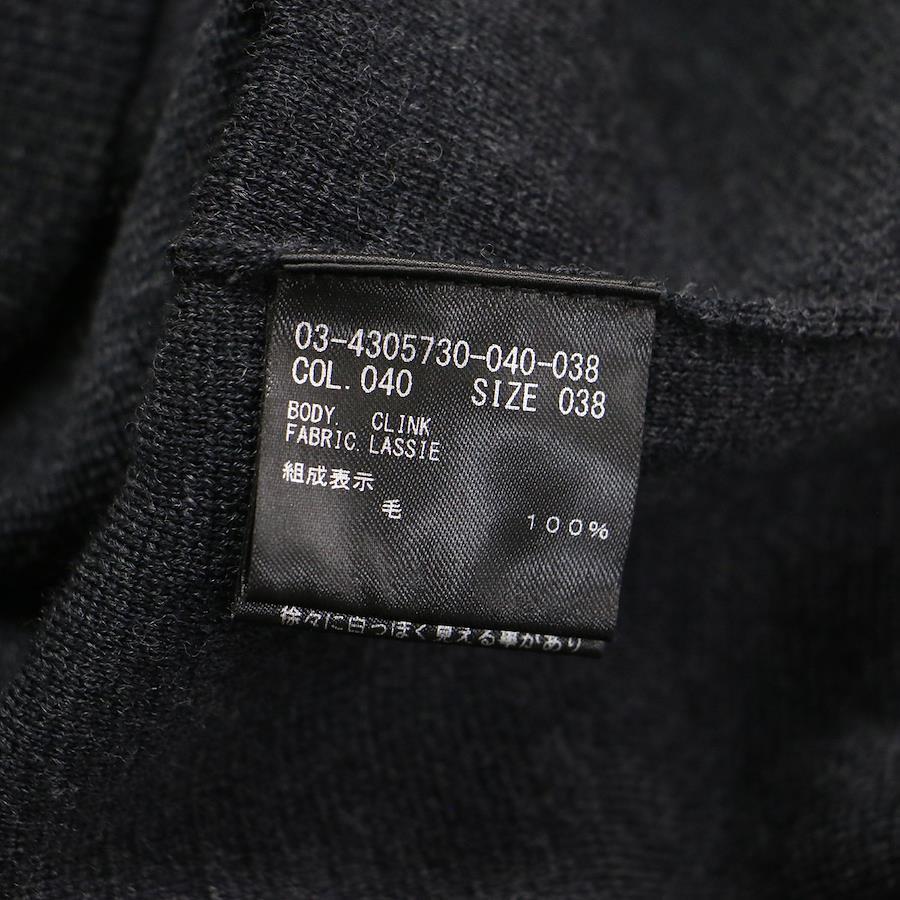 03-4305730-040-038
COL. 040 SIZE 038
BODY. CLINK
FABRIC. LASSIE
組成表示
毛 100%
徐々に白っぽく見える事があり